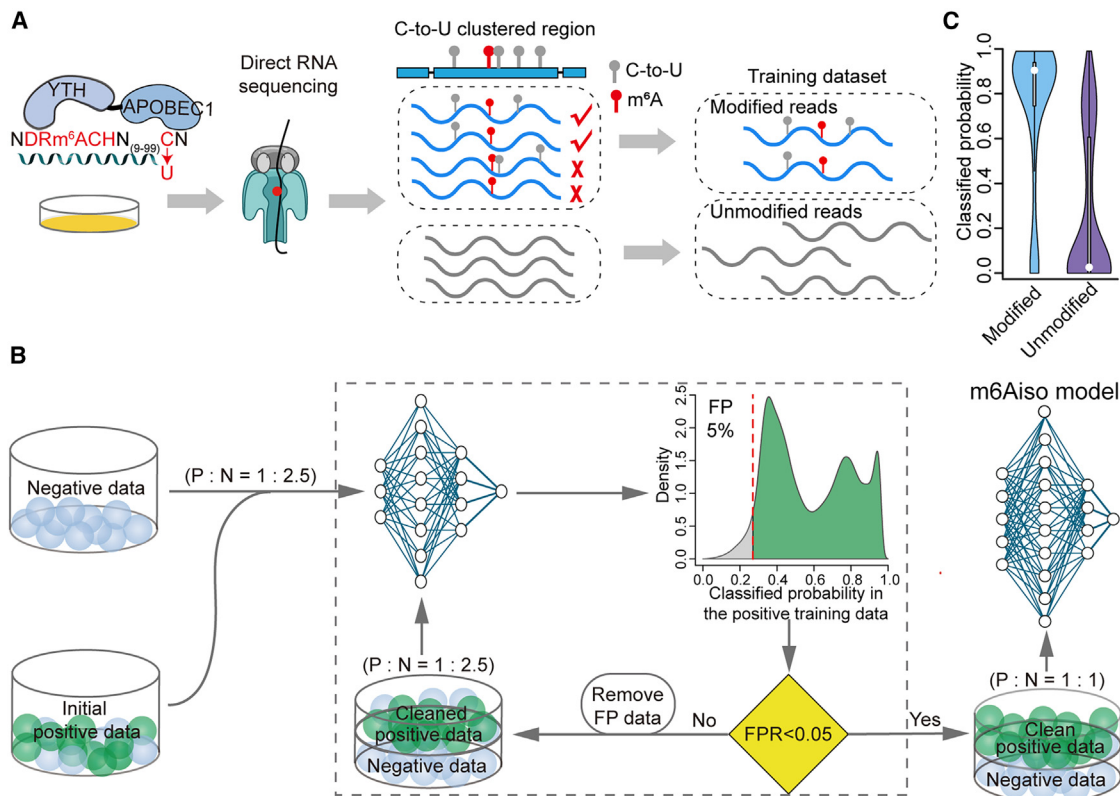 A
YTH
APOBEC1
NDRm⁶ACHN(9-99) CN
U
Direct RNA
sequencing
C-to-U clustered region
C-to-U
m⁶A
Training dataset
Modified reads
Unmodified reads
C
Classified probability
0.0 0.2 0.4 0.6 0.8 1.0
Modified
Unmodified
B
Negative data
(P : N = 1 : 2.5)
Initial
positive data
FP
5%
Density
0.0 0.5 1.0 1.5 2.0 2.5
0.0 0.2 0.4 0.6 0.8 1.0
Classified probability in
the positive training data
(P : N = 1 : 2.5)
Cleaned
positive data
Negative data
Remove
FP data
No
FPR<0.05
Yes
m6Aiso model
(P : N = 1 : 1)
Clean
positive data
Negative data